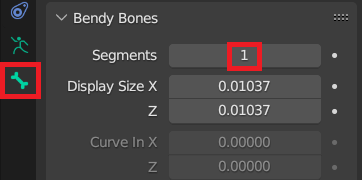 Bendy Bones
Segments 1
Display Size X 0.01037
Z 0.01037
Curve In X 0.00000
Z 0.00000